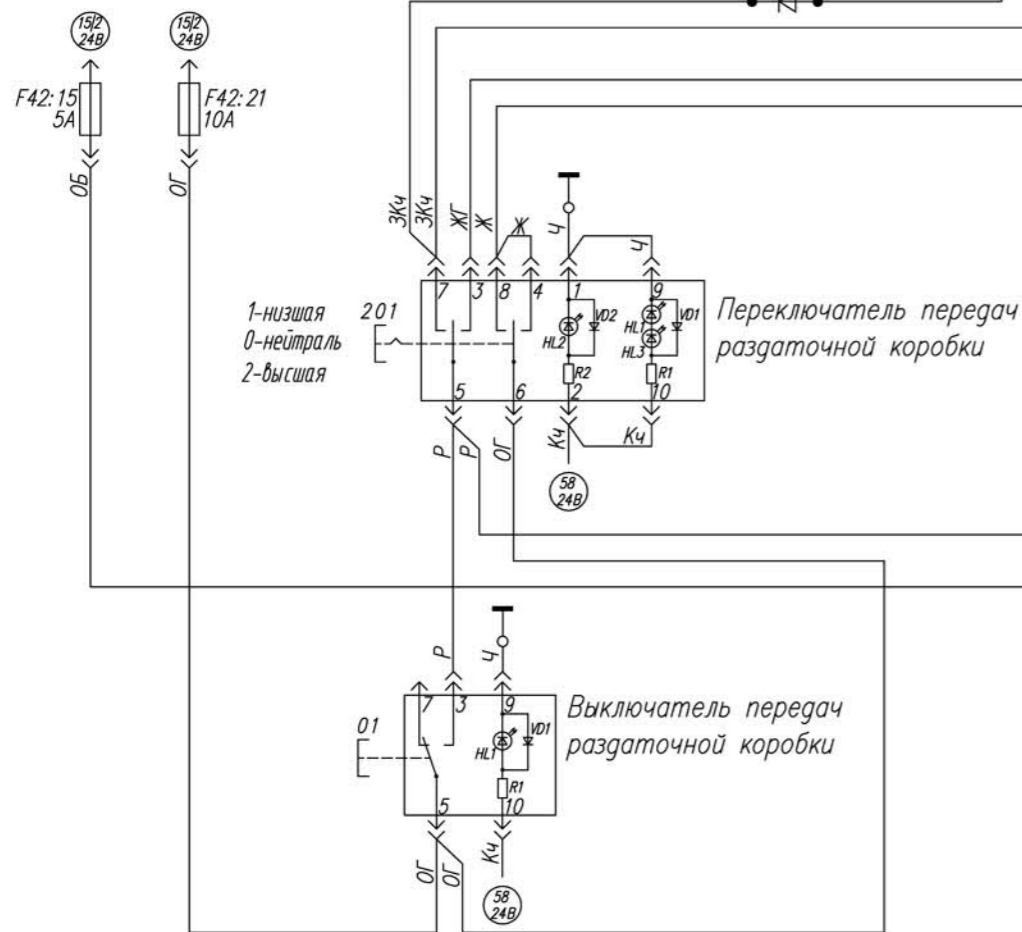 15/2
24В
15/2
24В
F42:15
5А
F42:21
10А
ОБ
ОГ
ЗКч
ЗКч
ЖГ
Ж
Ж
Ч
Ч
7
3
8
4
1
9
1-низшая
0-нейтраль
2-высшая
201
HL2
VD2
R2
HL1
HL3
VD1
R1
Переключатель передач
раздаточной коробки
5
6
2
10
Р
Р
ОГ
Кч
Кч
58
24В
Р
Ч
7
3
9
01
HL1
VD1
R1
Выключатель передач
раздаточной коробки
5
10
ОГ
ОГ
Кч
58
24В